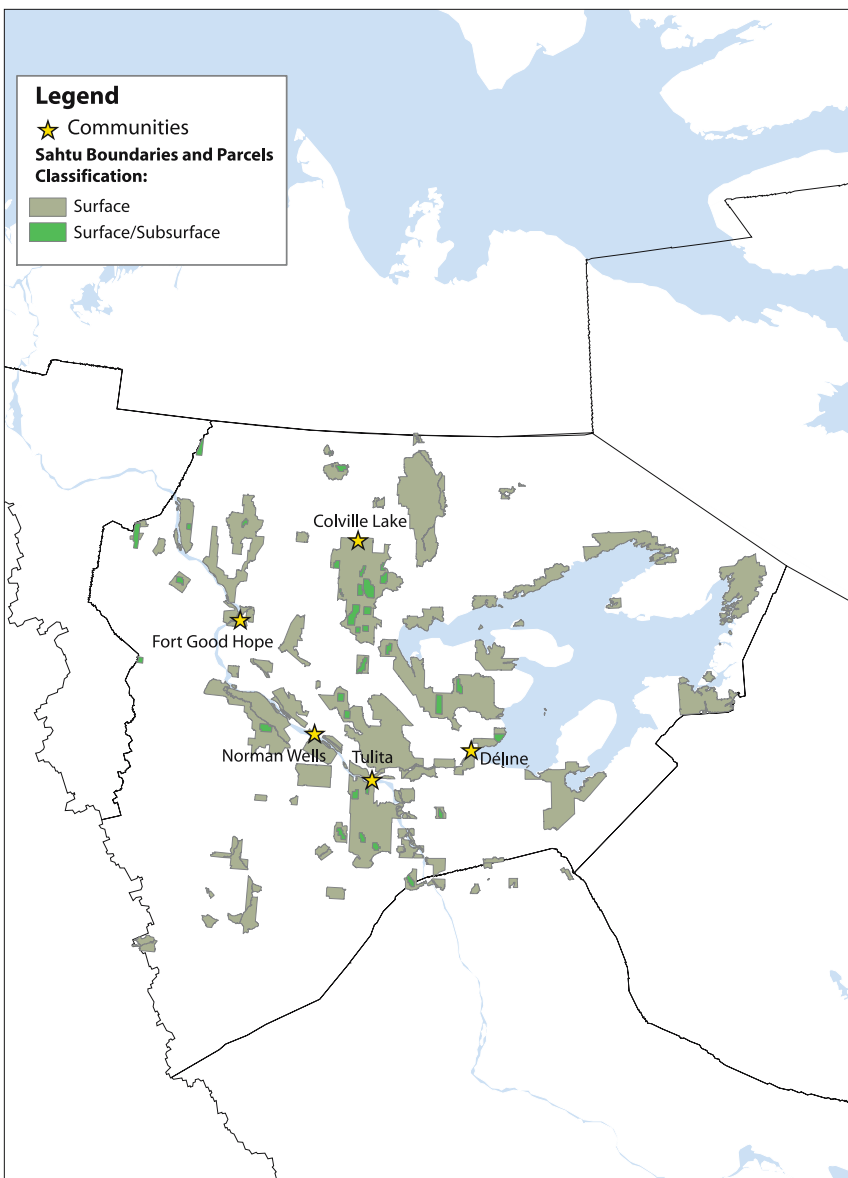 Legend
Communities
Sahtu Boundaries and Parcels
Classification:
Surface
Surface/Subsurface
Colville Lake
Fort Good Hope
Norman Wells
Tulita
Déline